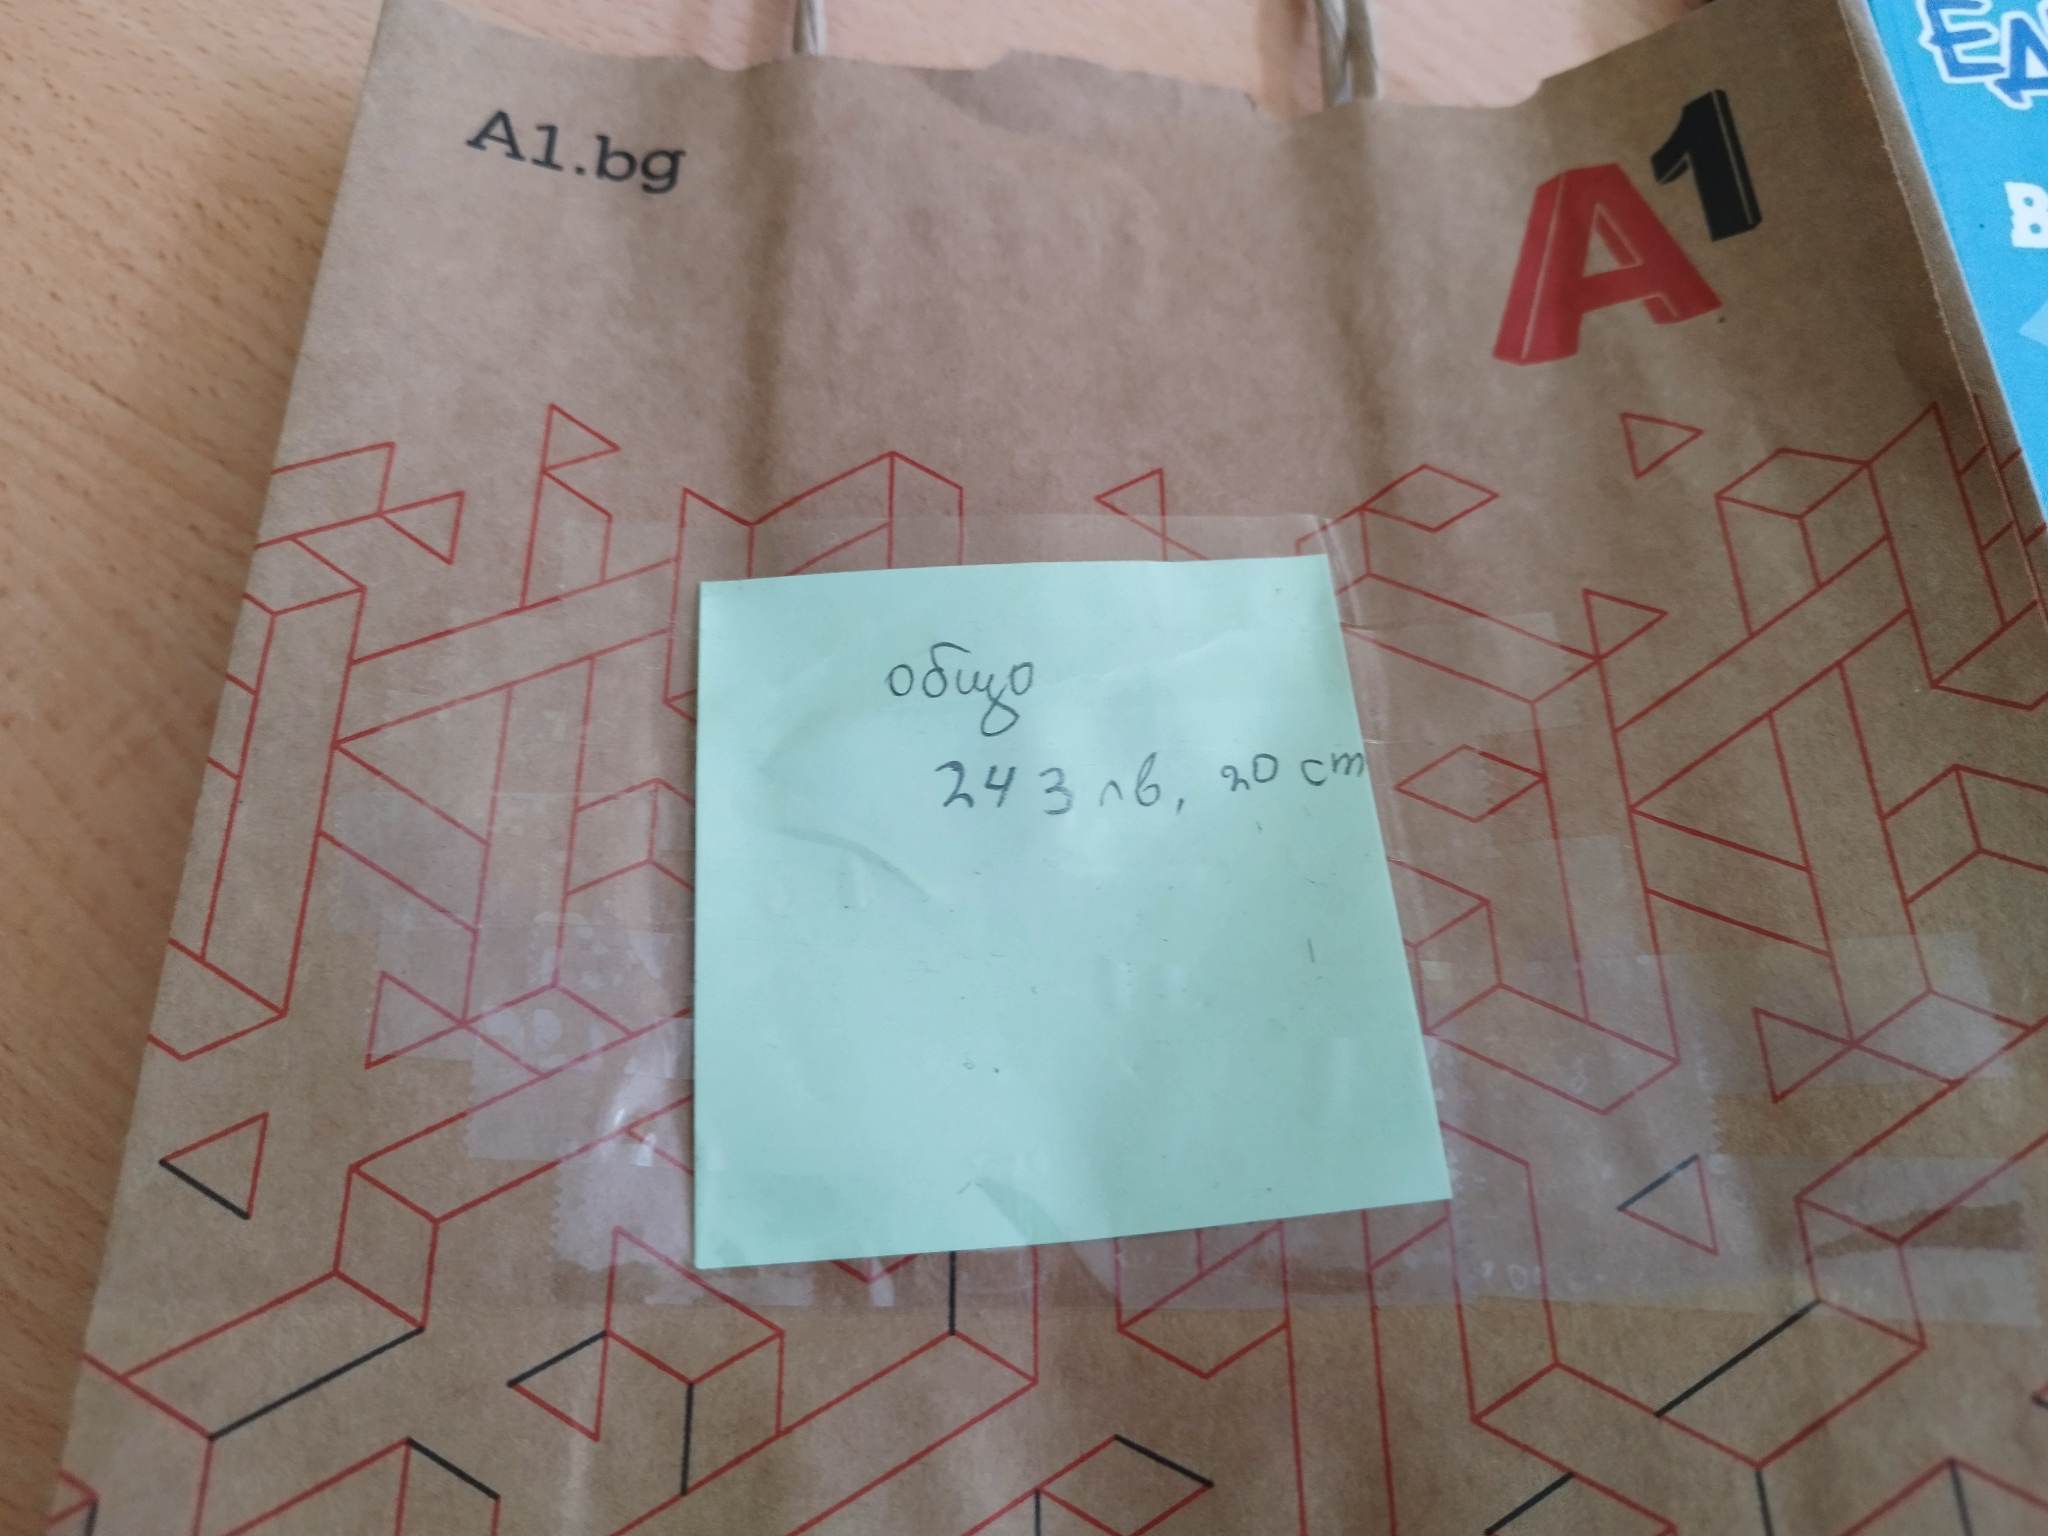 A1.bg
A1
общо
243 лв, 20 ст